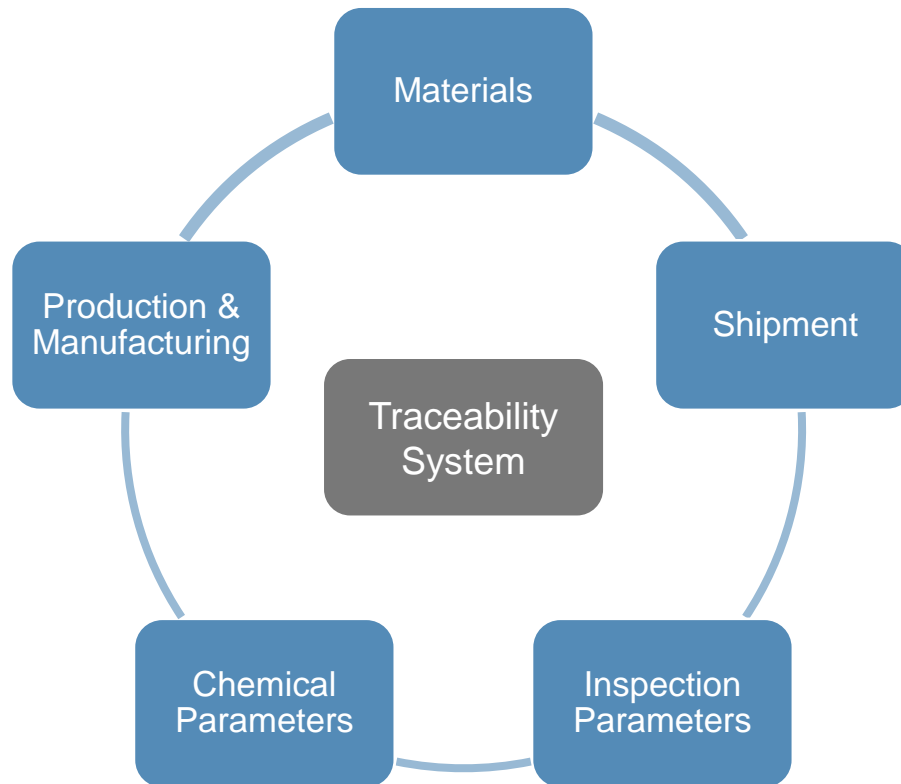 Materials
Production &
Manufacturing
Shipment
Traceability
System
Chemical
Parameters
Inspection
Parameters